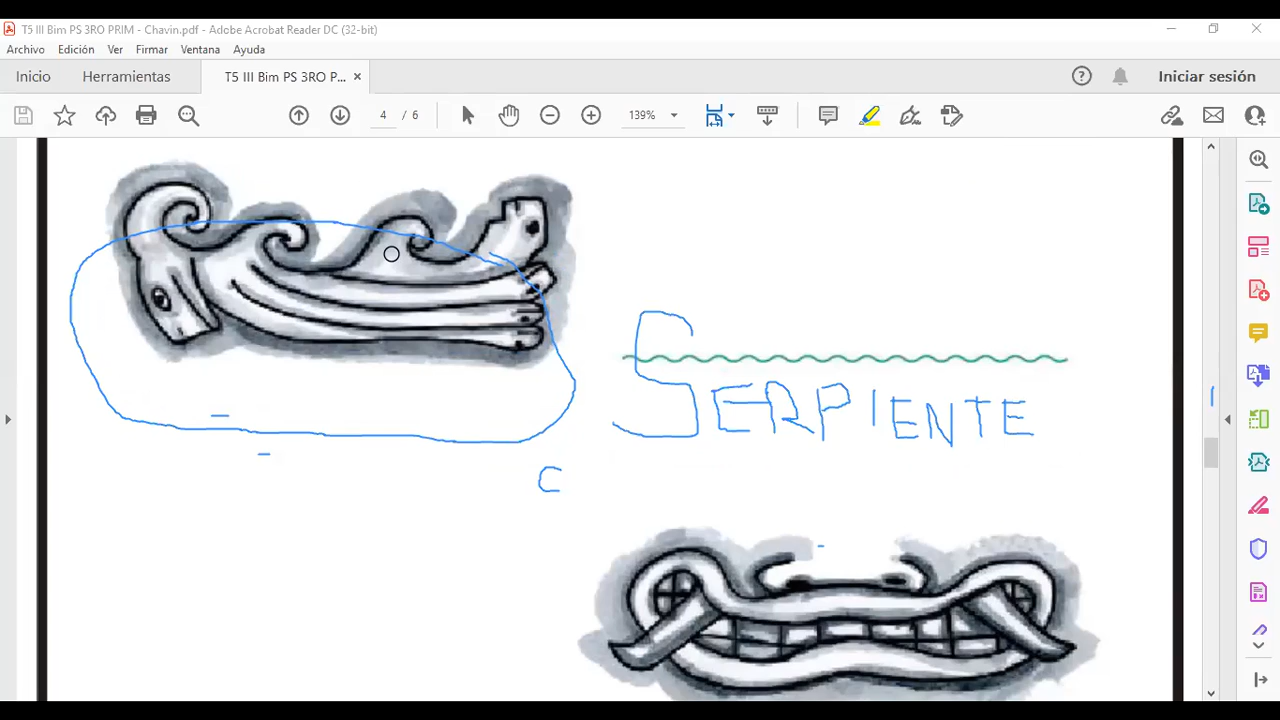 T5 III Bim PS 3RO PRIM - Chavin.pdf - Adobe Acrobat Reader DC (32-bit)
Archivo Edición Ver Firmar Ventana Ayuda
Inicio Herramientas T5 III Bim PS 3RO P... × Iniciar sesión
4 / 6 139%
SERPIENTE
C